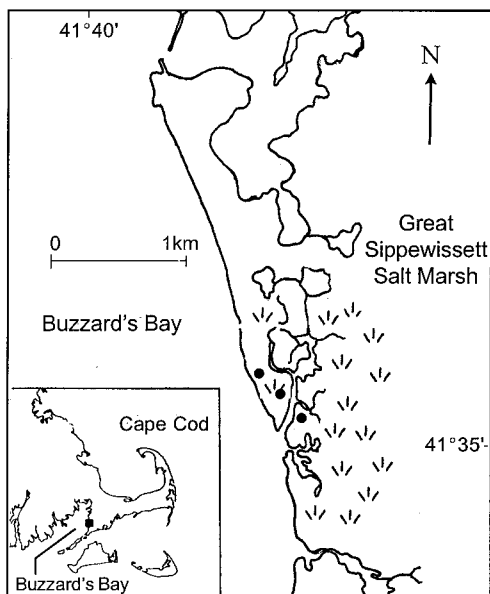 41°40'
N
0
1km
Great
Sippewissett
Salt Marsh
Buzzard's Bay
41°35'
Cape Cod
Buzzard's Bay